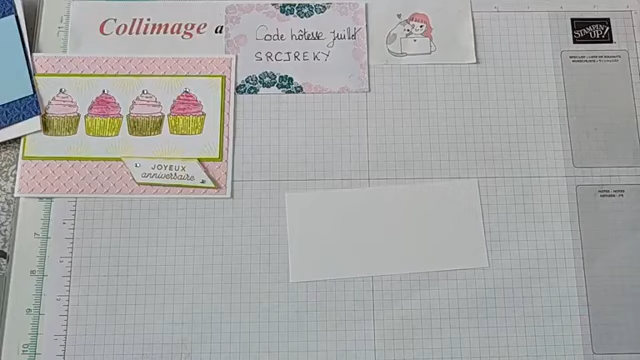 Collimage a
Code hôtesse Juillet
SRCJREKY
STAMPIN' UP!
JOYEUX
anniversaire